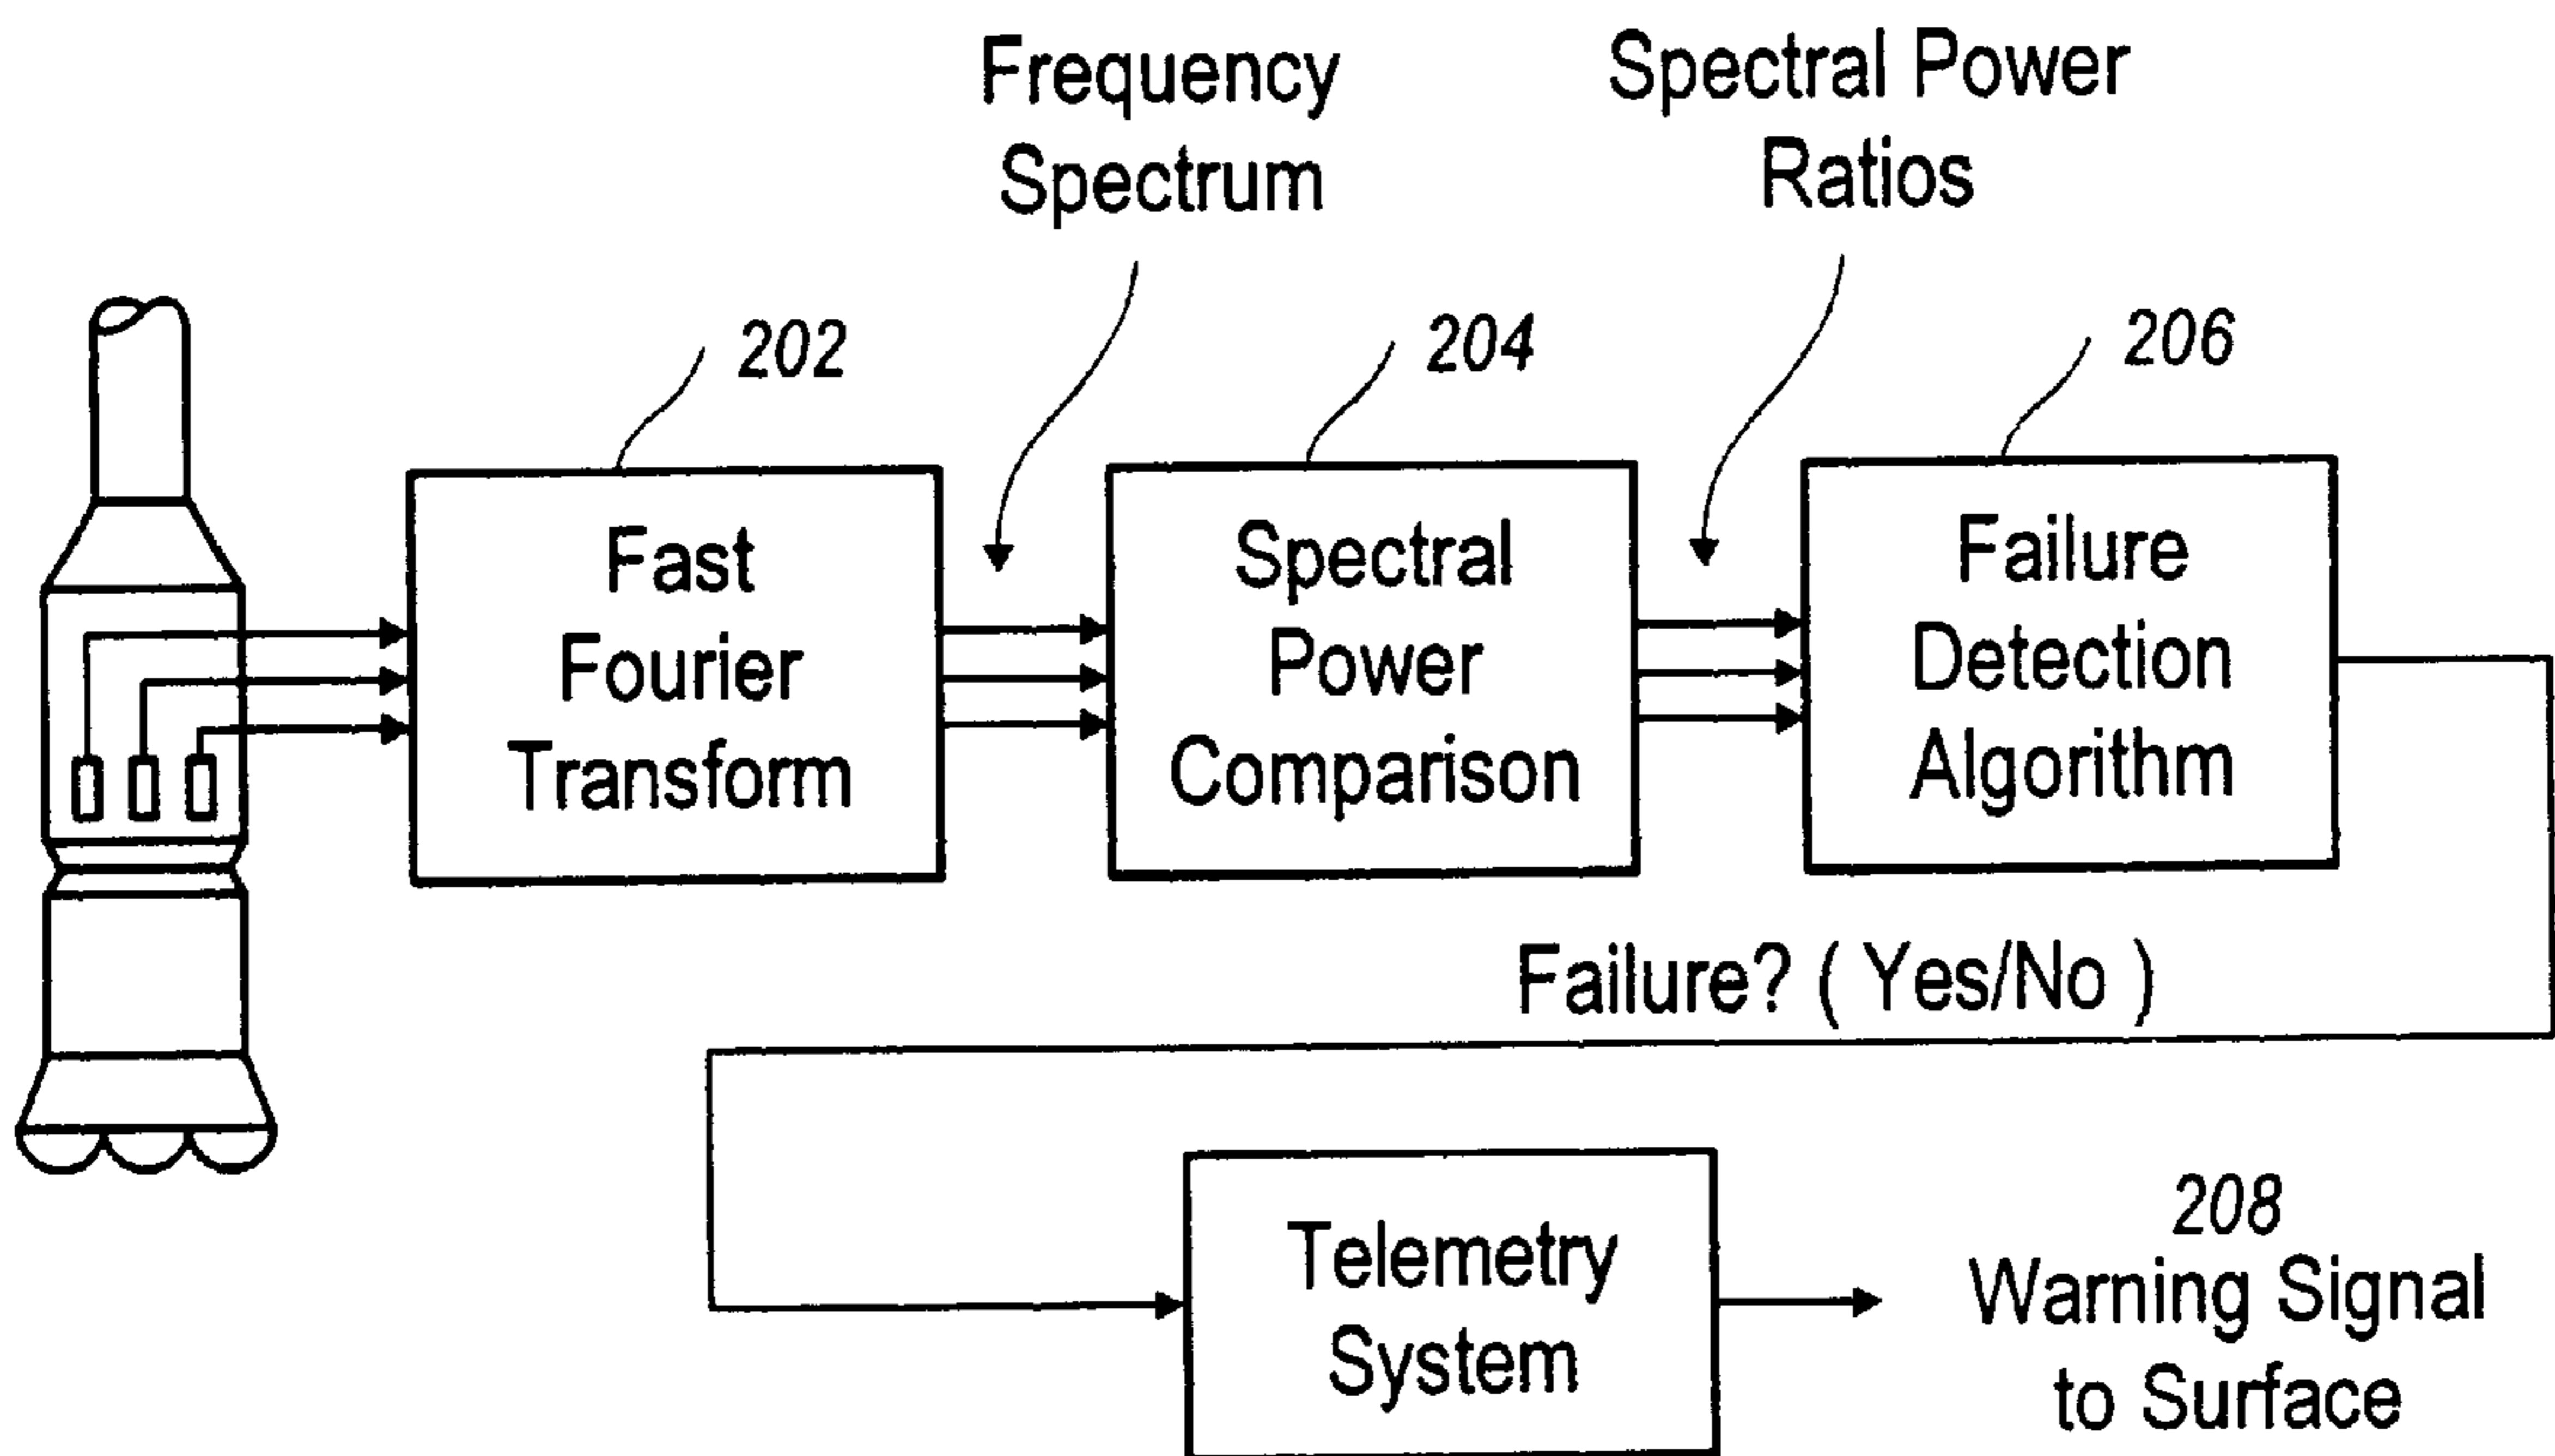 Frequency
Spectrum
Spectral Power
Ratios
202
204
206
Fast
Fourier
Transform
Spectral
Power
Comparison
Failure
Detection
Algorithm
Failure? ( Yes/No )
Telemetry
System
208
Warning Signal
to Surface